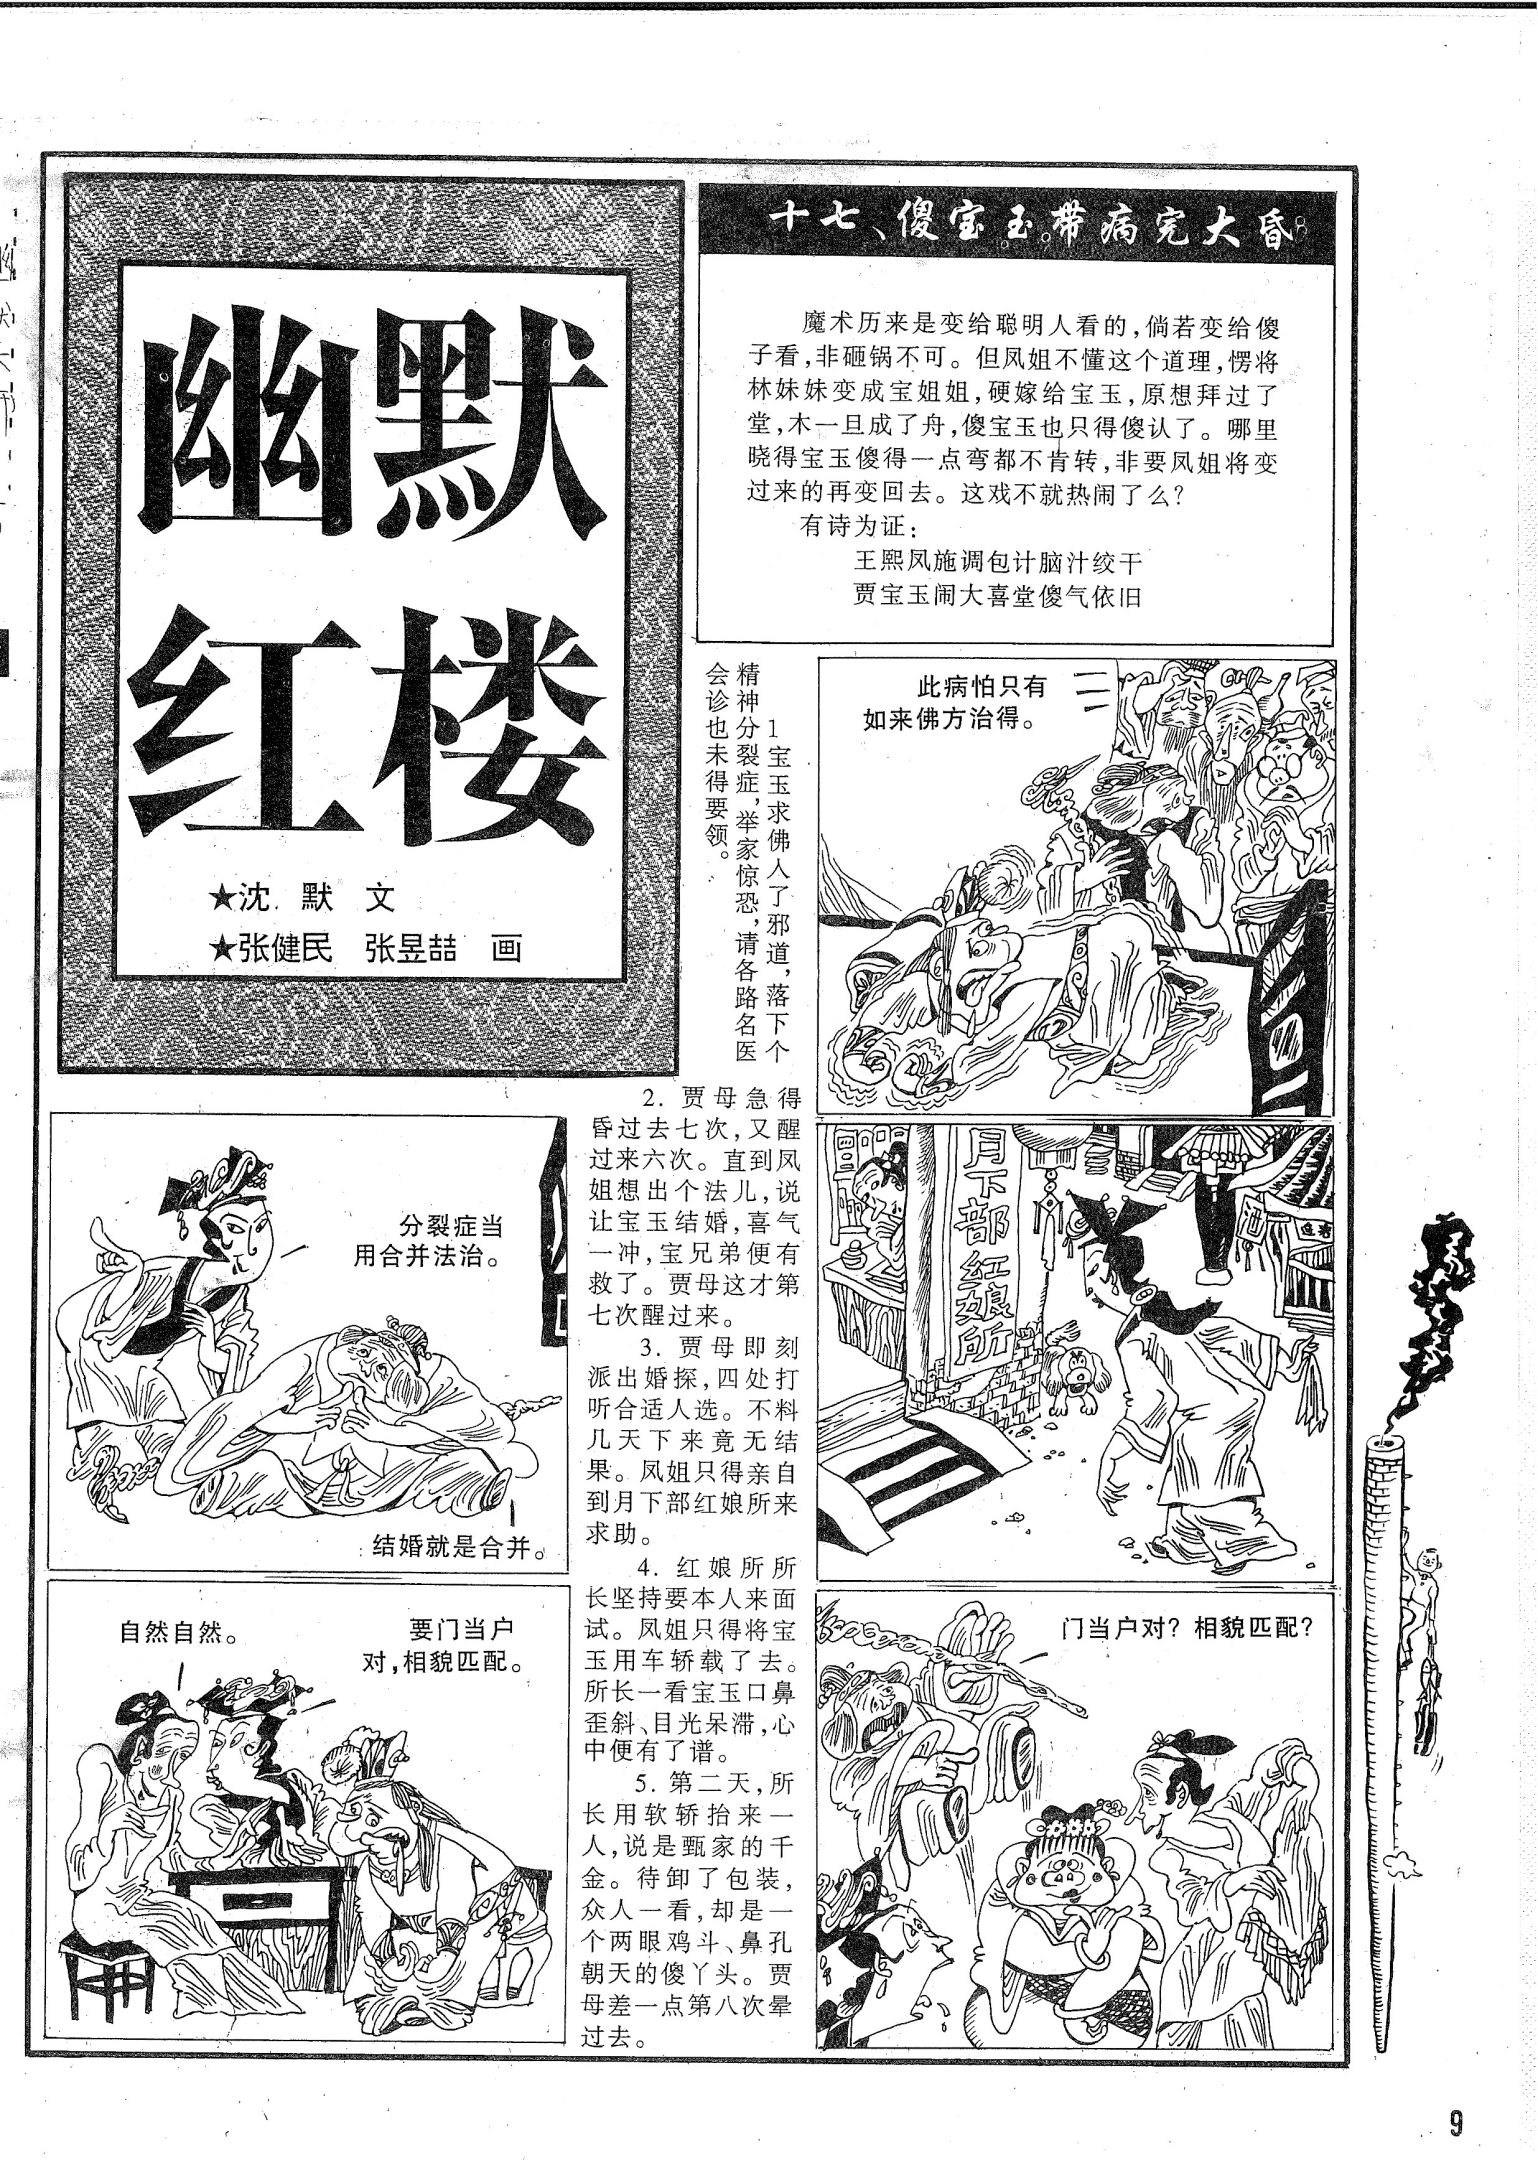 幽默
红楼
★沈默 文
★张健民 张昱喆 画
十七、傻宝玉带病完大昏
魔术历来是变给聪明人看的，倘若变给傻
子看，非砸锅不可。但凤姐不懂这个道理，愣将
林妹妹变成宝姐姐，硬嫁给宝玉，原想拜过了
堂，木一旦成了舟，傻宝玉也只得傻认了。哪里
晓得宝玉傻得一点弯都不肯转，非要凤姐将变
过来的再变回去。这戏不就热闹了么？
有诗为证：
王熙凤施调包计脑汁绞干
贾宝玉闹大喜堂傻气依旧
1宝玉求佛人了邪道，落下个
精神分裂症，举家惊恐，请各路名医
会诊也未得要领。
此病怕只有
如来佛方治得。
2. 贾母急得
昏过去七次，又醒
过来六次。直到凤
姐想出个法儿，说
让宝玉结婚，喜气
一冲，宝兄弟便有
救了。贾母这才第
七次醒过来。
分裂症当
用合并法治。
结婚就是合并。
3. 贾母即刻
派出婚探，四处打
听合适人选。不料
几天下来竟无结
果。凤姐只得亲自
到月下部红娘所来
求助。
月下部红娘所
酒
4. 红娘所所
长坚持要本人来面
试。凤姐只得将宝
玉用车轿载了去。
所长一看宝玉口鼻
歪斜、目光呆滞，心
中便有了谱。
自然自然。
要门当户
对，相貌匹配。
5. 第二天，所
长用软轿抬来一
人，说是甄家的千
金。待卸了包装，
众人一看，却是一
个两眼鸡斗、鼻孔
朝天的傻丫头。贾
母差一点第八次晕
过去。
门当户对？相貌匹配？
9